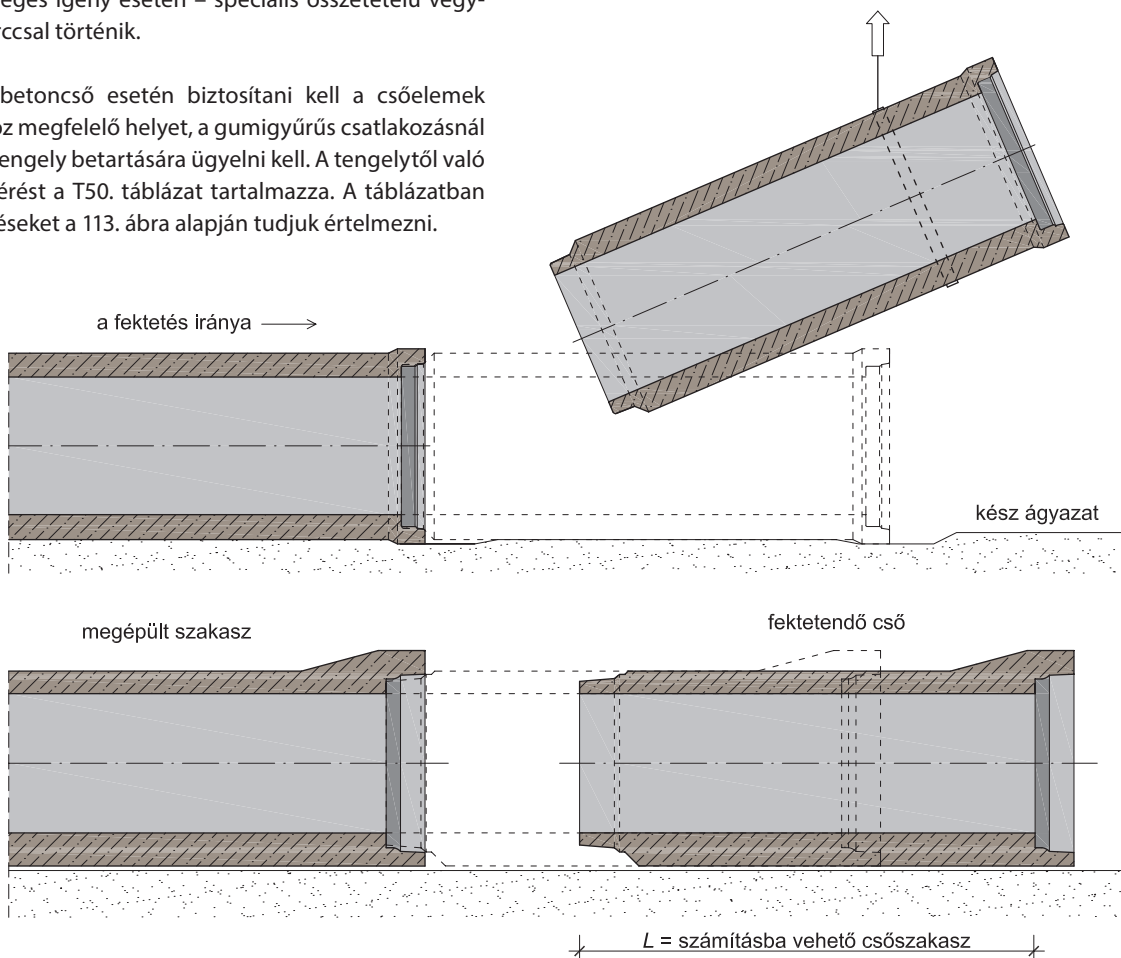 séges igény esetén – speciális összetételű vegy-
rccsal történik.
betoncső esetén biztosítani kell a csőelemek
oz megfelelő helyet, a gumigyűrűs csatlakozásnál
engely betartására ügyelni kell. A tengelytől való
érést a T50. táblázat tartalmazza. A táblázatban
éseket a 113. ábra alapján tudjuk értelmezni.
a fektetés iránya
kész ágyazat
megépült szakasz
fektetendő cső
L = számításba vehető csőszakasz